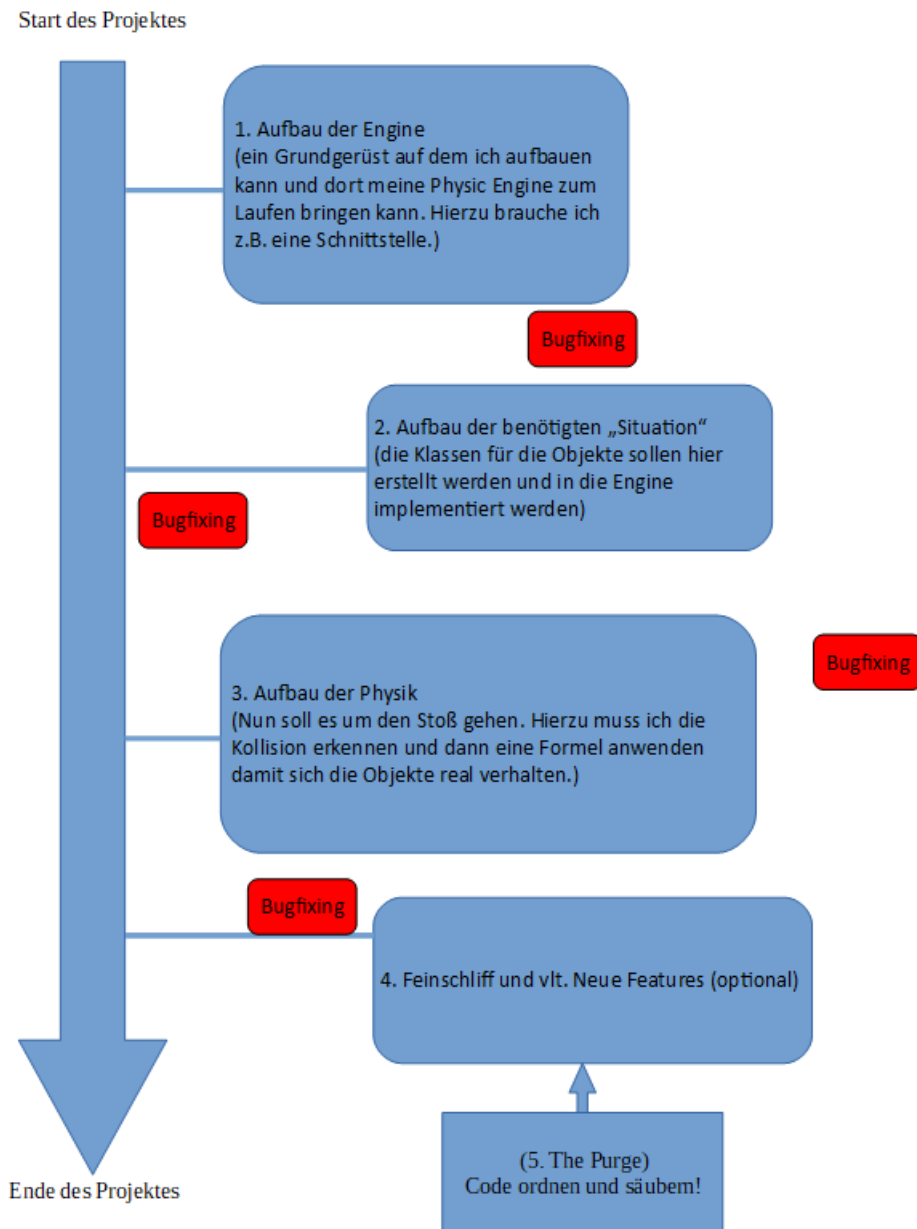 Start des Projektes
1. Aufbau der Engine
(ein Grundgerüst auf dem ich aufbauen
kann und dort meine Physic Engine zum
Laufen bringen kann. Hierzu brauche ich
z.B. eine Schnittstelle.)
Bugfixing
2. Aufbau der benötigten „Situation“
(die Klassen für die Objekte sollen hier
erstellt werden und in die Engine
implementiert werden)
Bugfixing
Bugfixing
3. Aufbau der Physik
(Nun soll es um den Stoß gehen. Hierzu muss ich die
Kollision erkennen und dann eine Formel anwenden
damit sich die Objekte real verhalten.)
Bugfixing
4. Feinschliff und vlt. Neue Features (optional)
(5. The Purge)
Code ordnen und säubern!
Ende des Projektes